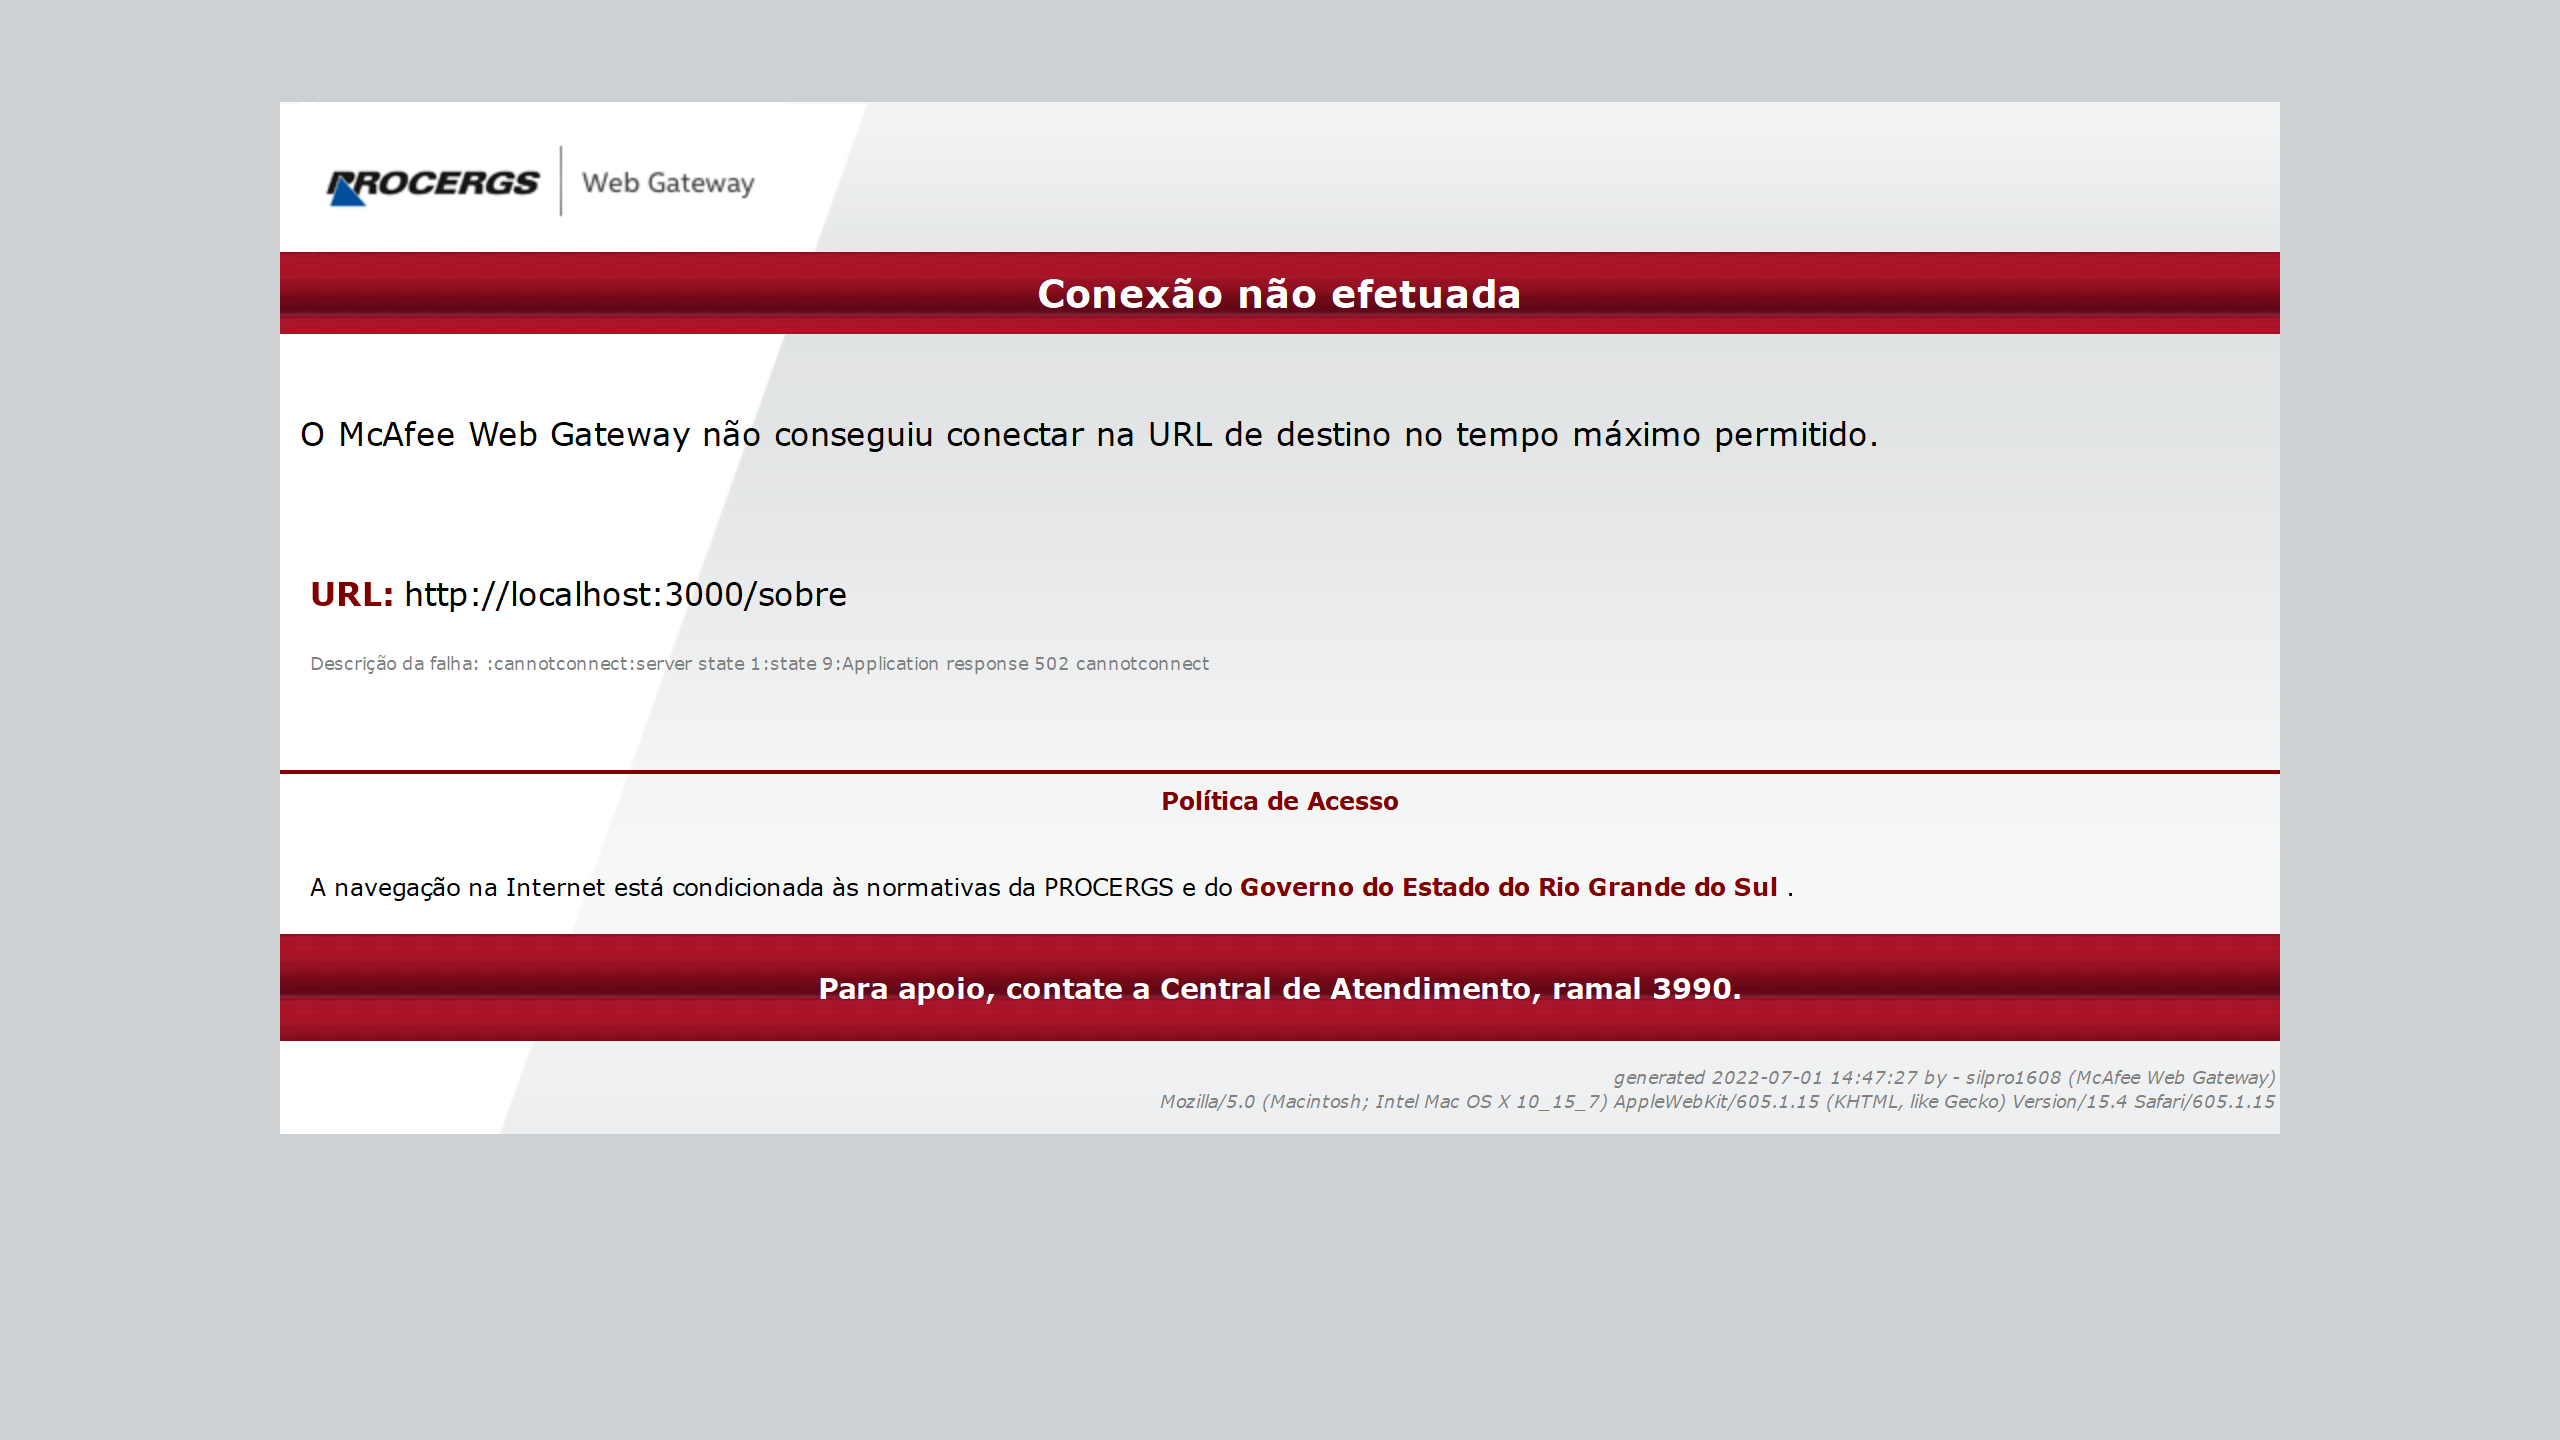 PROCERGS | Web Gateway
Conexão não efetuada
O McAfee Web Gateway não conseguiu conectar na URL de destino no tempo máximo permitido.
URL: http://localhost:3000/sobre
Descrição da falha: :cannotconnect:server state 1:state 9:Application response 502 cannotconnect
Política de Acesso
A navegação na Internet está condicionada às normativas da PROCERGS e do Governo do Estado do Rio Grande do Sul .
Para apoio, contate a Central de Atendimento, ramal 3990.
generated 2022-07-01 14:47:27 by - silpro1608 (McAfee Web Gateway)
Mozilla/5.0 (Macintosh; Intel Mac OS X 10_15_7) AppleWebKit/605.1.15 (KHTML, like Gecko) Version/15.4 Safari/605.1.15